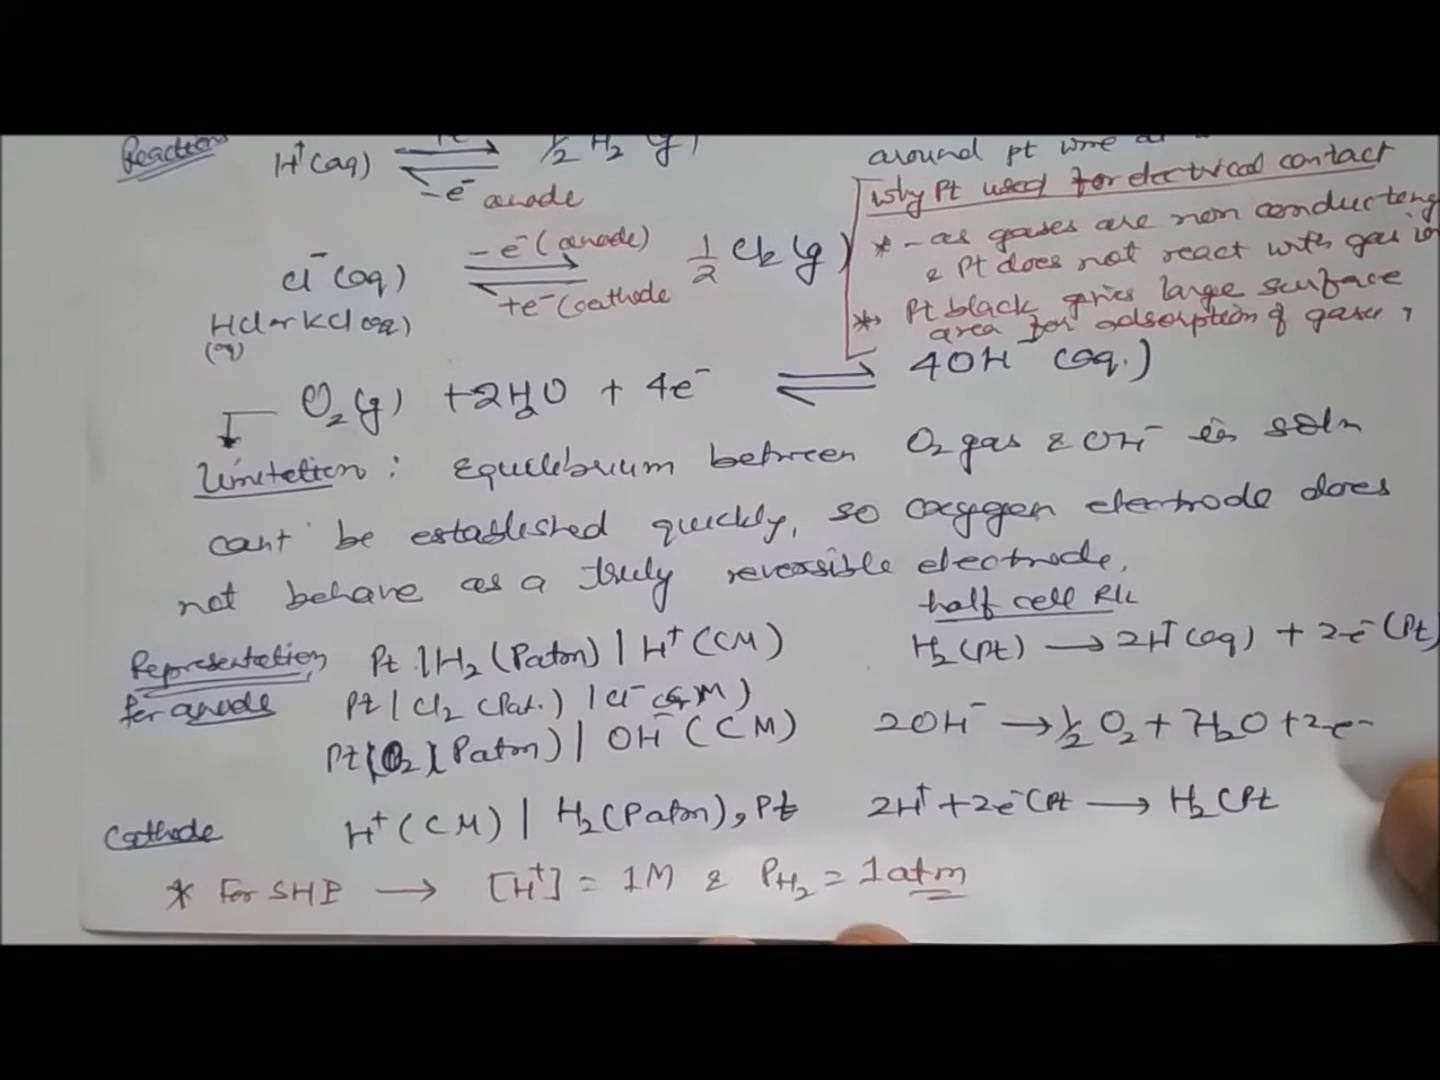 Reaction H⁺(aq) ⇌ 1/2 H₂ (g)
-e⁻ anode
around pt wire
why Pt used for electrical contact
* - as gases are non conducting
& Pt does not react with gas
* Pt black gives large surface
area for adsorption of gases,
Cl⁻(aq) -e⁻(anode) ⇌ +e⁻(cathode 1/2 Cl₂ (g)
HCl or KCl (aq)
(aq)
O₂(g) + 2H₂O + 4e⁻ ⇌ 4OH⁻ (aq.)
Limitation : Equilibrium between O₂ gas & OH⁻ in soln
cant be established quickly, so oxygen electrode does
not behave as a truly reversible electrode.
half cell Rx
Representation Pt | H₂ (Patm) | H⁺ (CM) H₂(Pt) → 2H⁺(aq) + 2e⁻(Pt)
for anode Pt | Cl₂ (Pat.) | Cl⁻ (CM)
Pt | O₂ | (Patm) | OH⁻ (CM) 2OH⁻ → 1/2 O₂ + H₂O + 2e⁻
Cathode H⁺(CM) | H₂(Patm), Pt 2H⁺ + 2e⁻(Pt → H₂(Pt
* For SHE → [H⁺] = 1M & PH₂ = 1atm